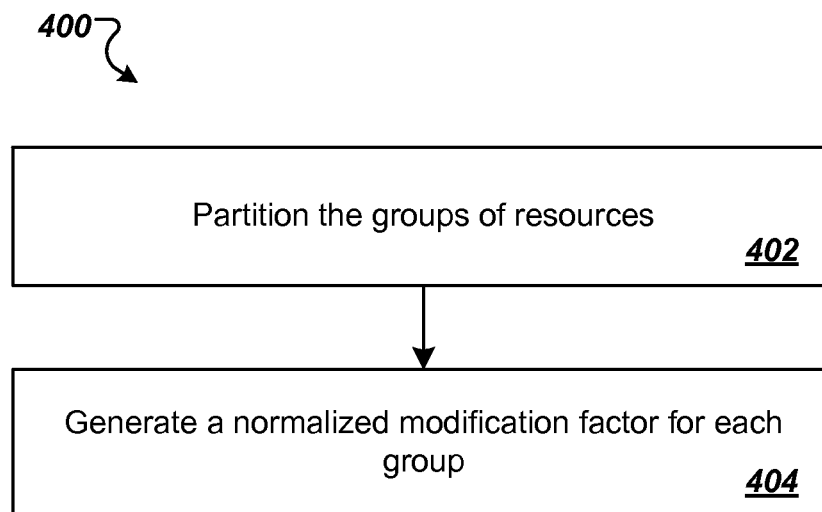 400
Partition the groups of resources
402
Generate a normalized modification factor for each
group
404